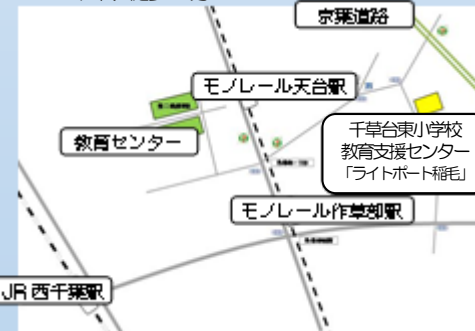 京葉道路
モノレール天台駅
教育センター
千草台東小学校
教育支援センター
「ライトポート稲毛」
モノレール作草部駅
JR 西千葉駅